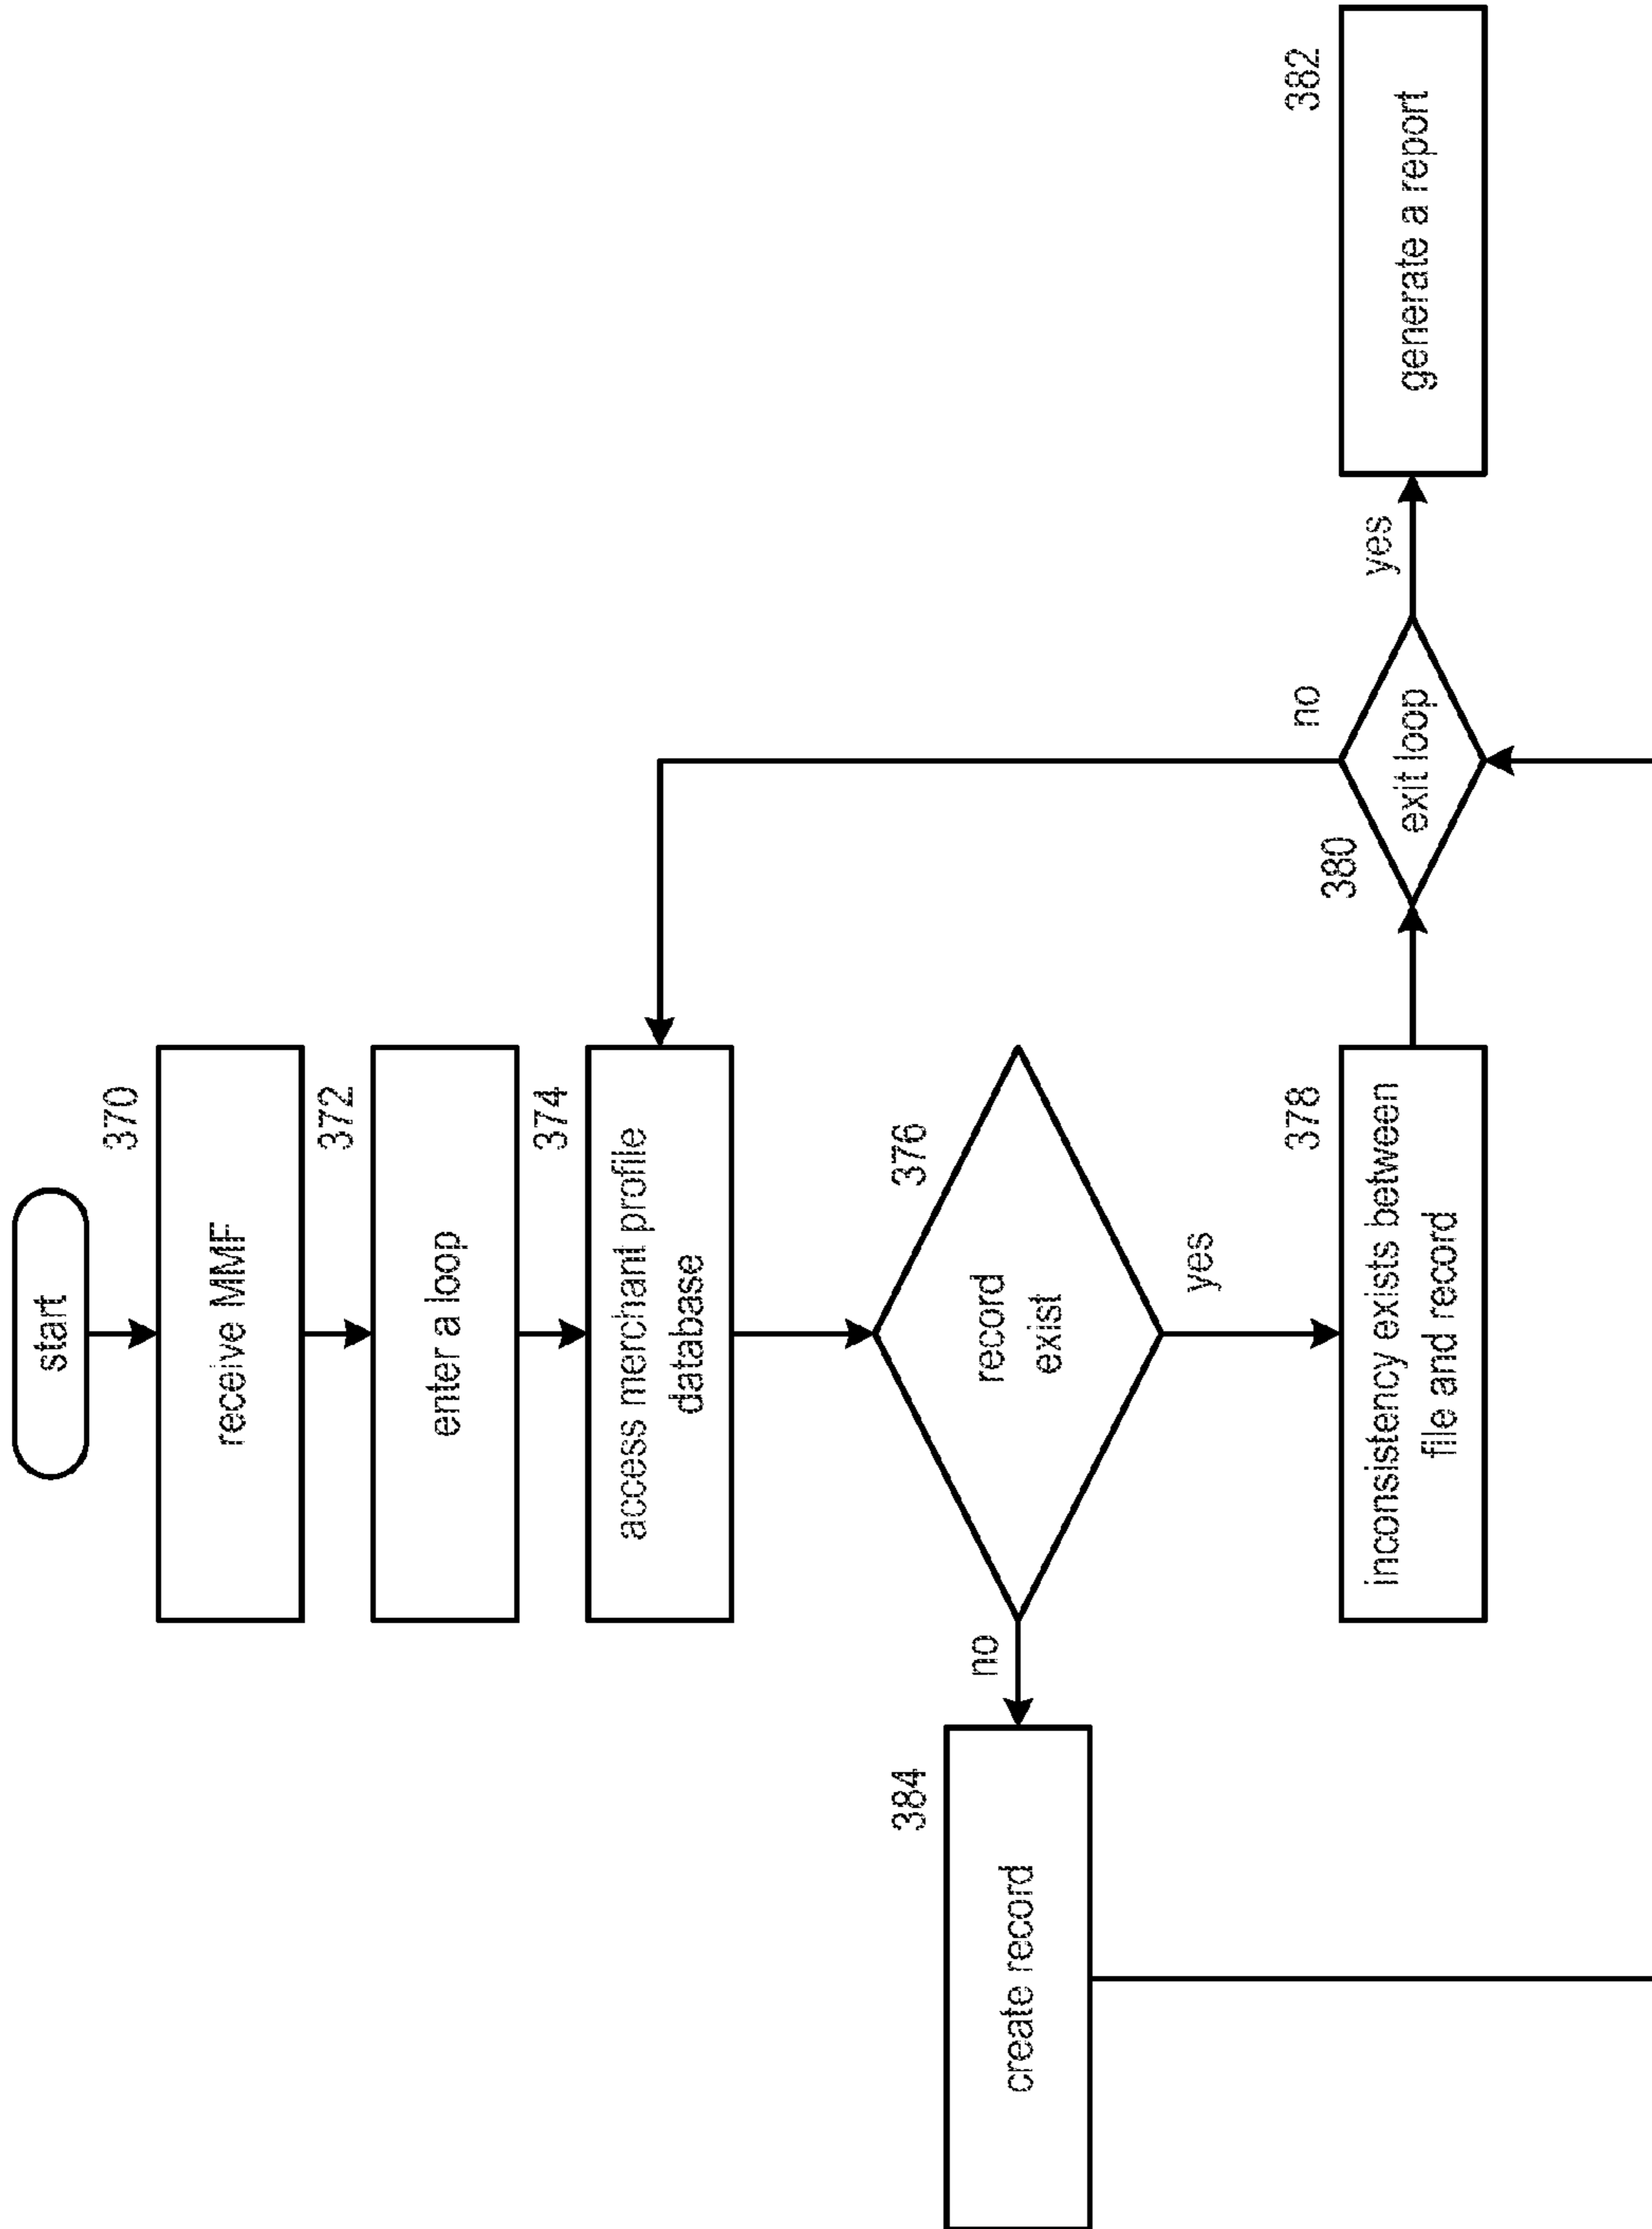 start
370
receive MMF
372
enter a loop
374
access merchant profile
database
376
record
exist
no
yes
384
create record
378
inconsistency exists between
file and record
380
exit loop
no
yes
382
generate a report